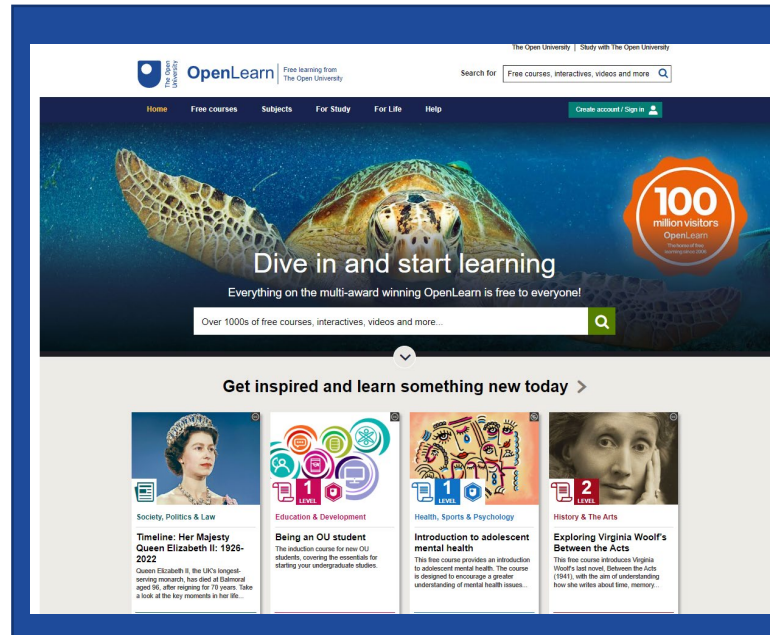 The Open University | Study with The Open University
The Open
University
OpenLearn
Free learning from
The Open University
Search for
Free courses, interactives, videos and more
Home Free courses Subjects For Study For Life Help
Create account / Sign in
100
million visitors
OpenLearn
The home of free
learning since 2006
Dive in and start learning
Everything on the multi-award winning OpenLearn is free to everyone!
Over 1000s of free courses, interactives, videos and more...
Get inspired and learn something new today >
Society, Politics & Law
Timeline: Her Majesty
Queen Elizabeth II: 1926-
2022
Queen Elizabeth II, the UK's longest-
serving monarch, has died at Balmoral
aged 96, after reigning for 70 years. Take
a look at the key moments in her life...
1
LEVEL
Education & Development
Being an OU student
The induction course for new OU
students, covering the essentials for
starting your undergraduate studies.
1
LEVEL
Health, Sports & Psychology
Introduction to adolescent
mental health
This free course provides an introduction
to adolescent mental health. The course
is designed to encourage a greater
understanding of mental health issues...
2
LEVEL
History & The Arts
Exploring Virginia Woolf's
Between the Acts
This free course introduces Virginia
Woolf's last novel, Between the Acts
(1941), with the aim of understanding
how she writes about time, memory...